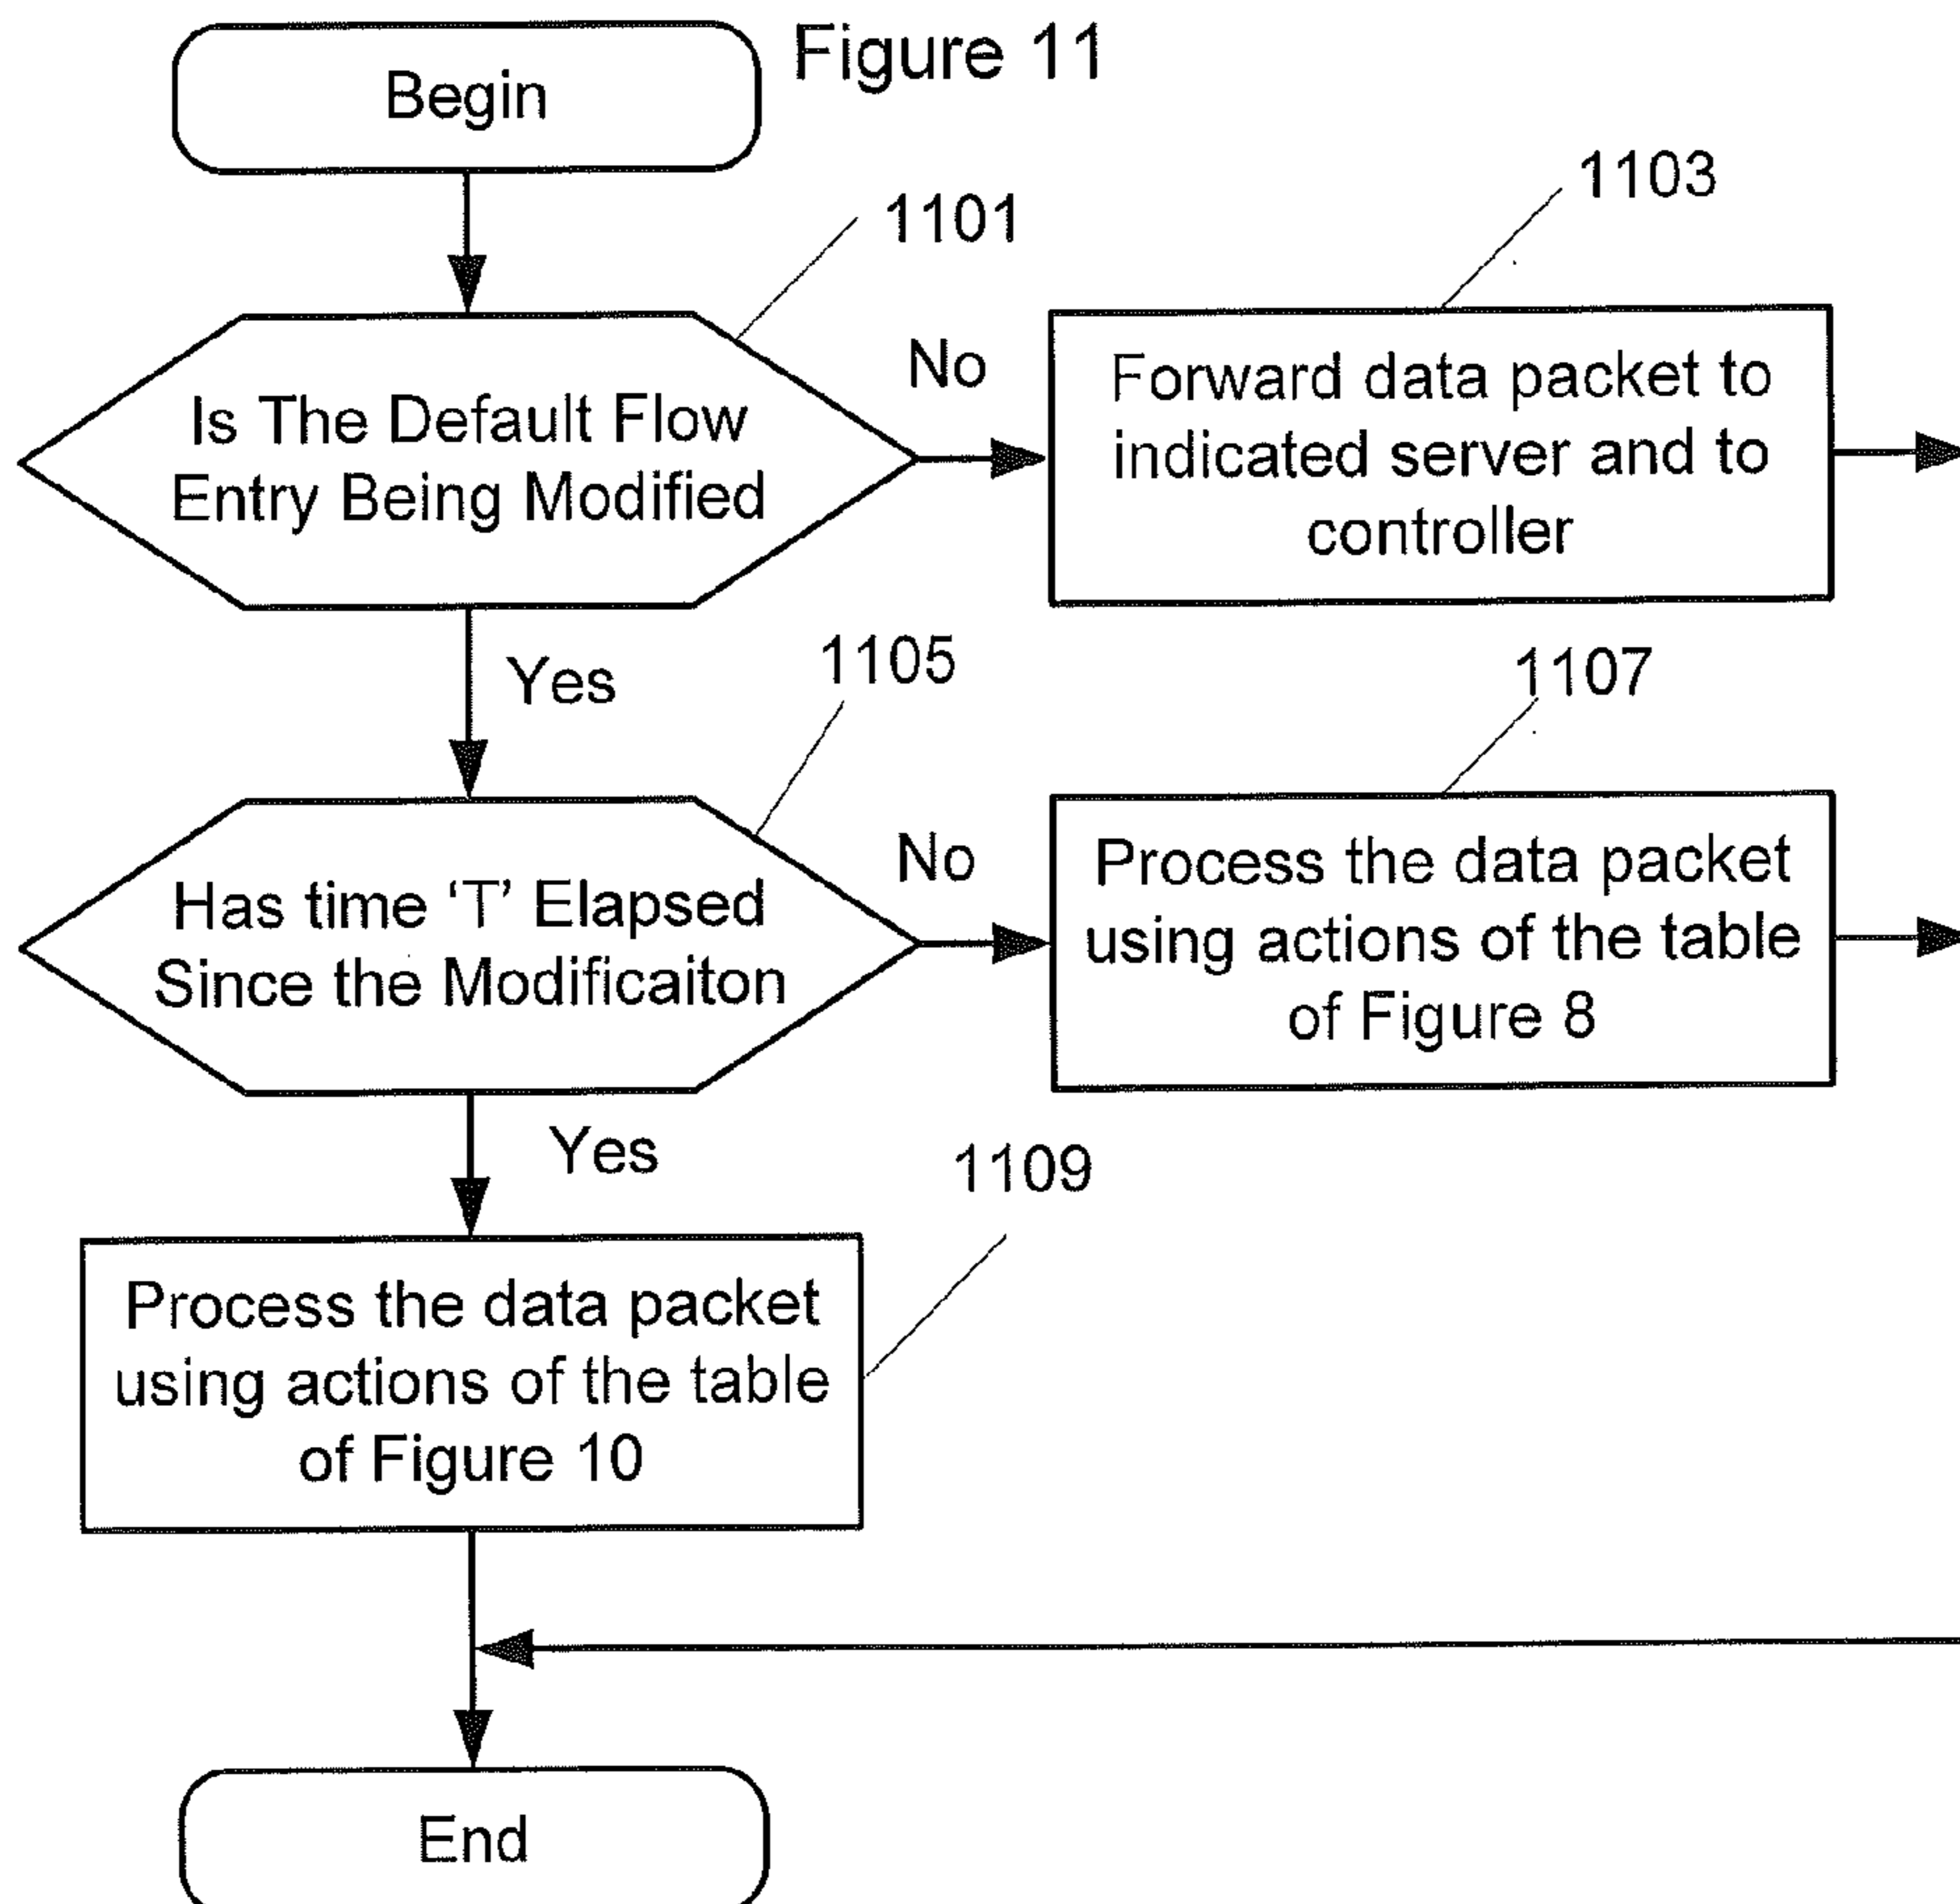 Figure 11
Begin
1101
1103
Is The Default Flow
Entry Being Modified
No
Forward data packet to
indicated server and to
controller
Yes
1105
1107
Has time ‘T’ Elapsed
Since the Modificaiton
No
Process the data packet
using actions of the table
of Figure 8
Yes
1109
Process the data packet
using actions of the table
of Figure 10
End